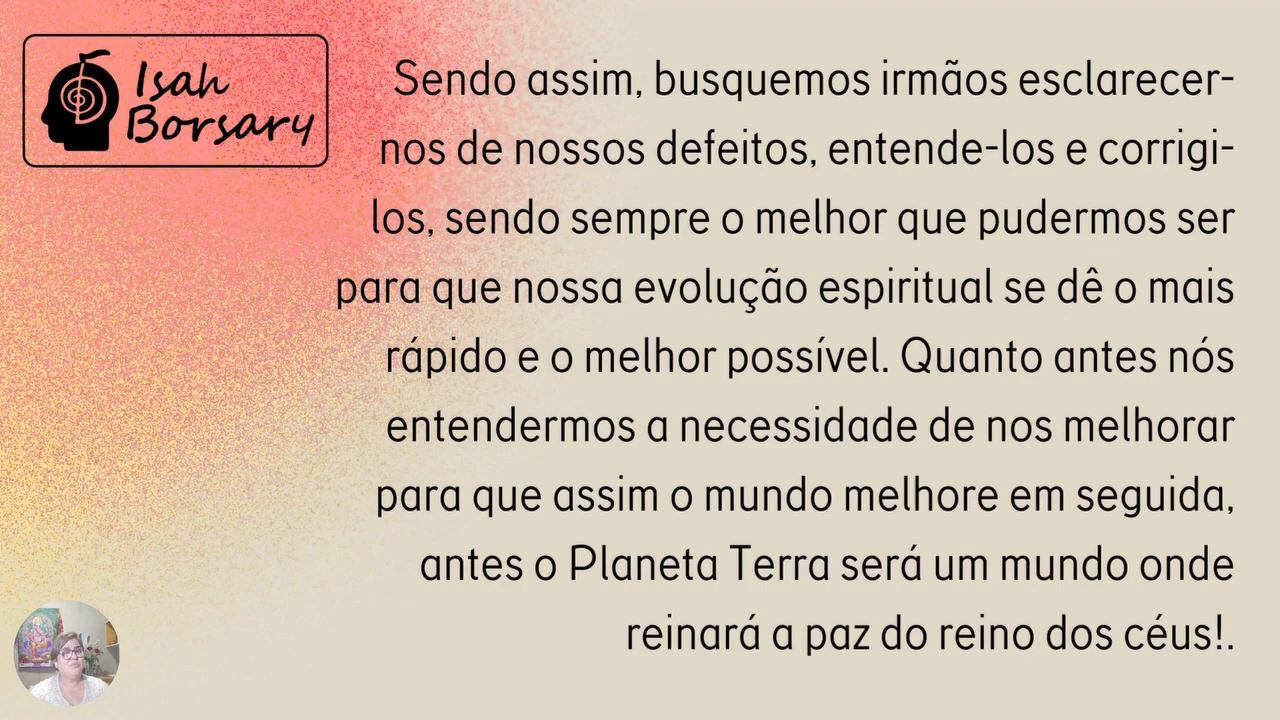 Isah
Borsary
Sendo assim, busquemos irmãos esclarecer-
nos de nossos defeitos, entende-los e corrigi-
los, sendo sempre o melhor que pudermos ser
para que nossa evolução espiritual se dê o mais
rápido e o melhor possível. Quanto antes nós
entendermos a necessidade de nos melhorar
para que assim o mundo melhore em seguida,
antes o Planeta Terra será um mundo onde
reinará a paz do reino dos céus!.